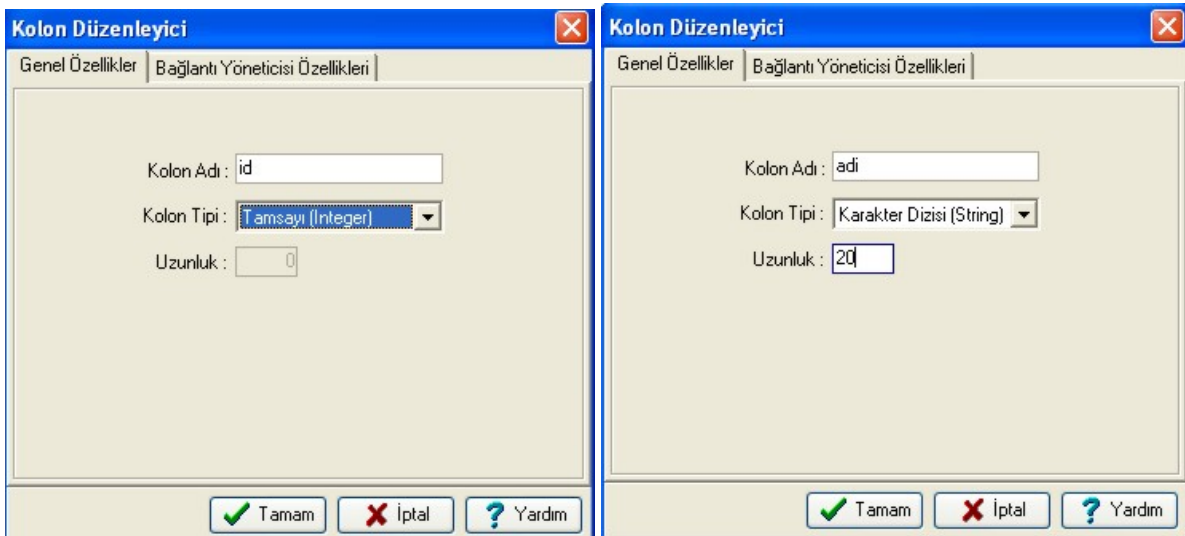 Kolon Düzenleyici
Genel Özellikler
Bağlantı Yöneticisi Özellikleri
Kolon Adı : id
Kolon Tipi : Tamsayı (Integer)
Uzunluk : 0
Tamam
İptal
Yardım
Kolon Düzenleyici
Genel Özellikler
Bağlantı Yöneticisi Özellikleri
Kolon Adı : adi
Kolon Tipi : Karakter Dizisi (String)
Uzunluk : 20
Tamam
İptal
Yardım